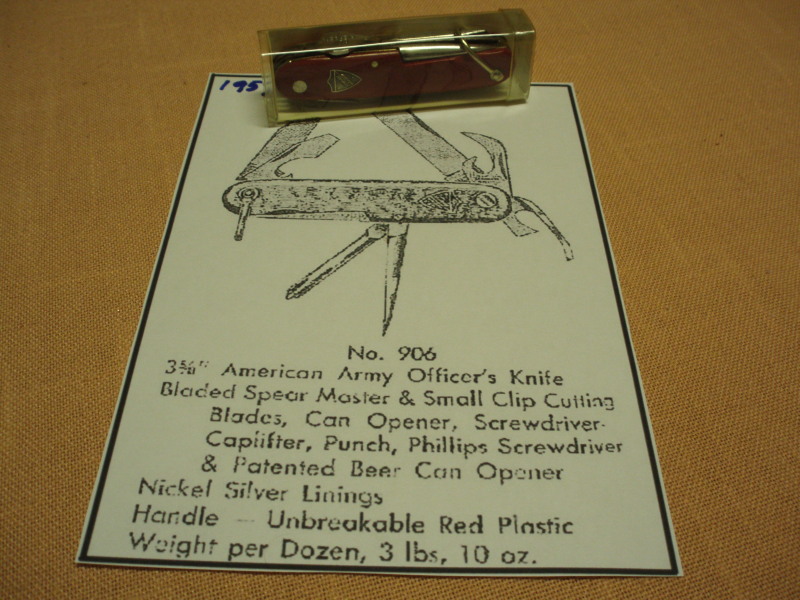 195
No. 906
3⅝" American Army Officer's Knife
Bladed Spear Master & Small Clip Cutting
Blades, Can Opener, Screwdriver-
Caplifter, Punch, Phillips Screwdriver
& Patented Beer Can Opener
Nickel Silver Linings
Handle — Unbreakable Red Plastic
Weight per Dozen, 3 lbs, 10 oz.